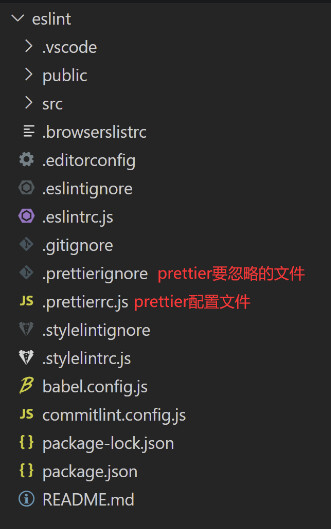 eslint
.vscode
public
src
.browserslistrc
.editorconfig
.eslintignore
.eslintrc.js
.gitignore
.prettierignore prettier要忽略的文件
JS .prettierrc.js prettier配置文件
.stylelintignore
.stylelintrc.js
babel.config.js
JS commitlint.config.js
{} package-lock.json
{} package.json
README.md